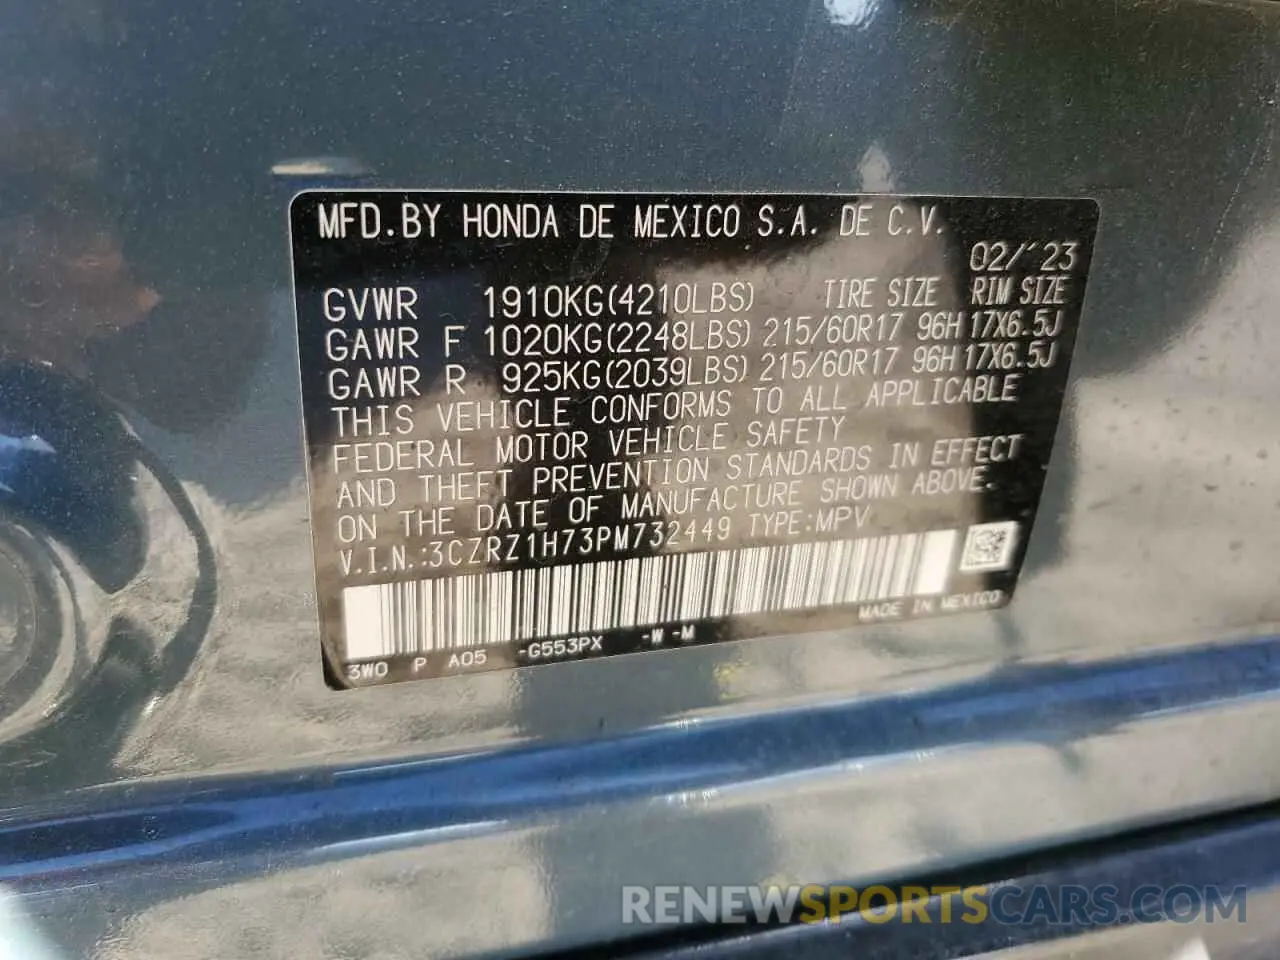 MFD.BY HONDA DE MEXICO S.A. DE C.V.
02/'23
GVWR 1910KG(4210LBS) TIRE SIZE RIM SIZE
GAWR F 1020KG(2248LBS) 215/60R17 96H 17X6.5J
GAWR R 925KG(2039LBS) 215/60R17 96H 17X6.5J
THIS VEHICLE CONFORMS TO ALL APPLICABLE
FEDERAL MOTOR VEHICLE SAFETY
AND THEFT PREVENTION STANDARDS IN EFFECT
ON THE DATE OF MANUFACTURE SHOWN ABOVE.
V.I.N.:3CZRZ1H73PM732449 TYPE:MPV
MADE IN MEXICO
3W0 P A05 -G553PX -W -M
RENEWSPORTSCARS.COM